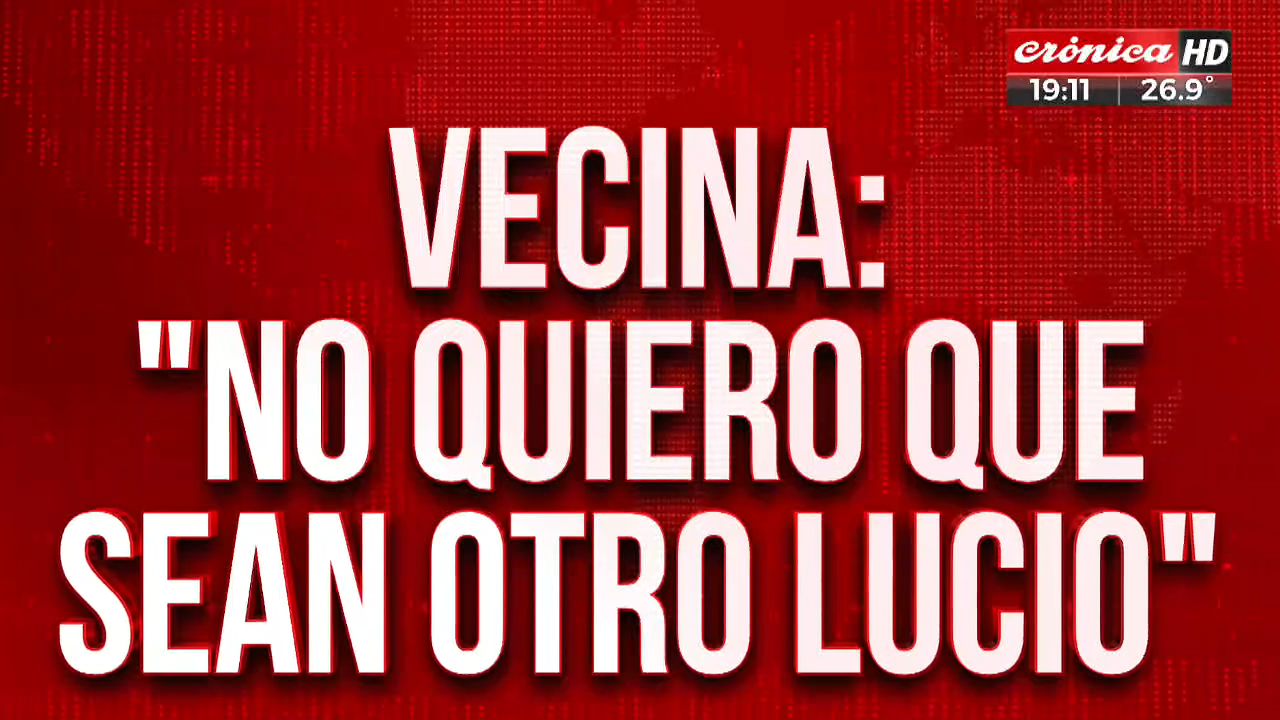 crónica HD
19:11 26.9°
VECINA:
"NO QUIERO QUE
SEAN OTRO LUCIO"